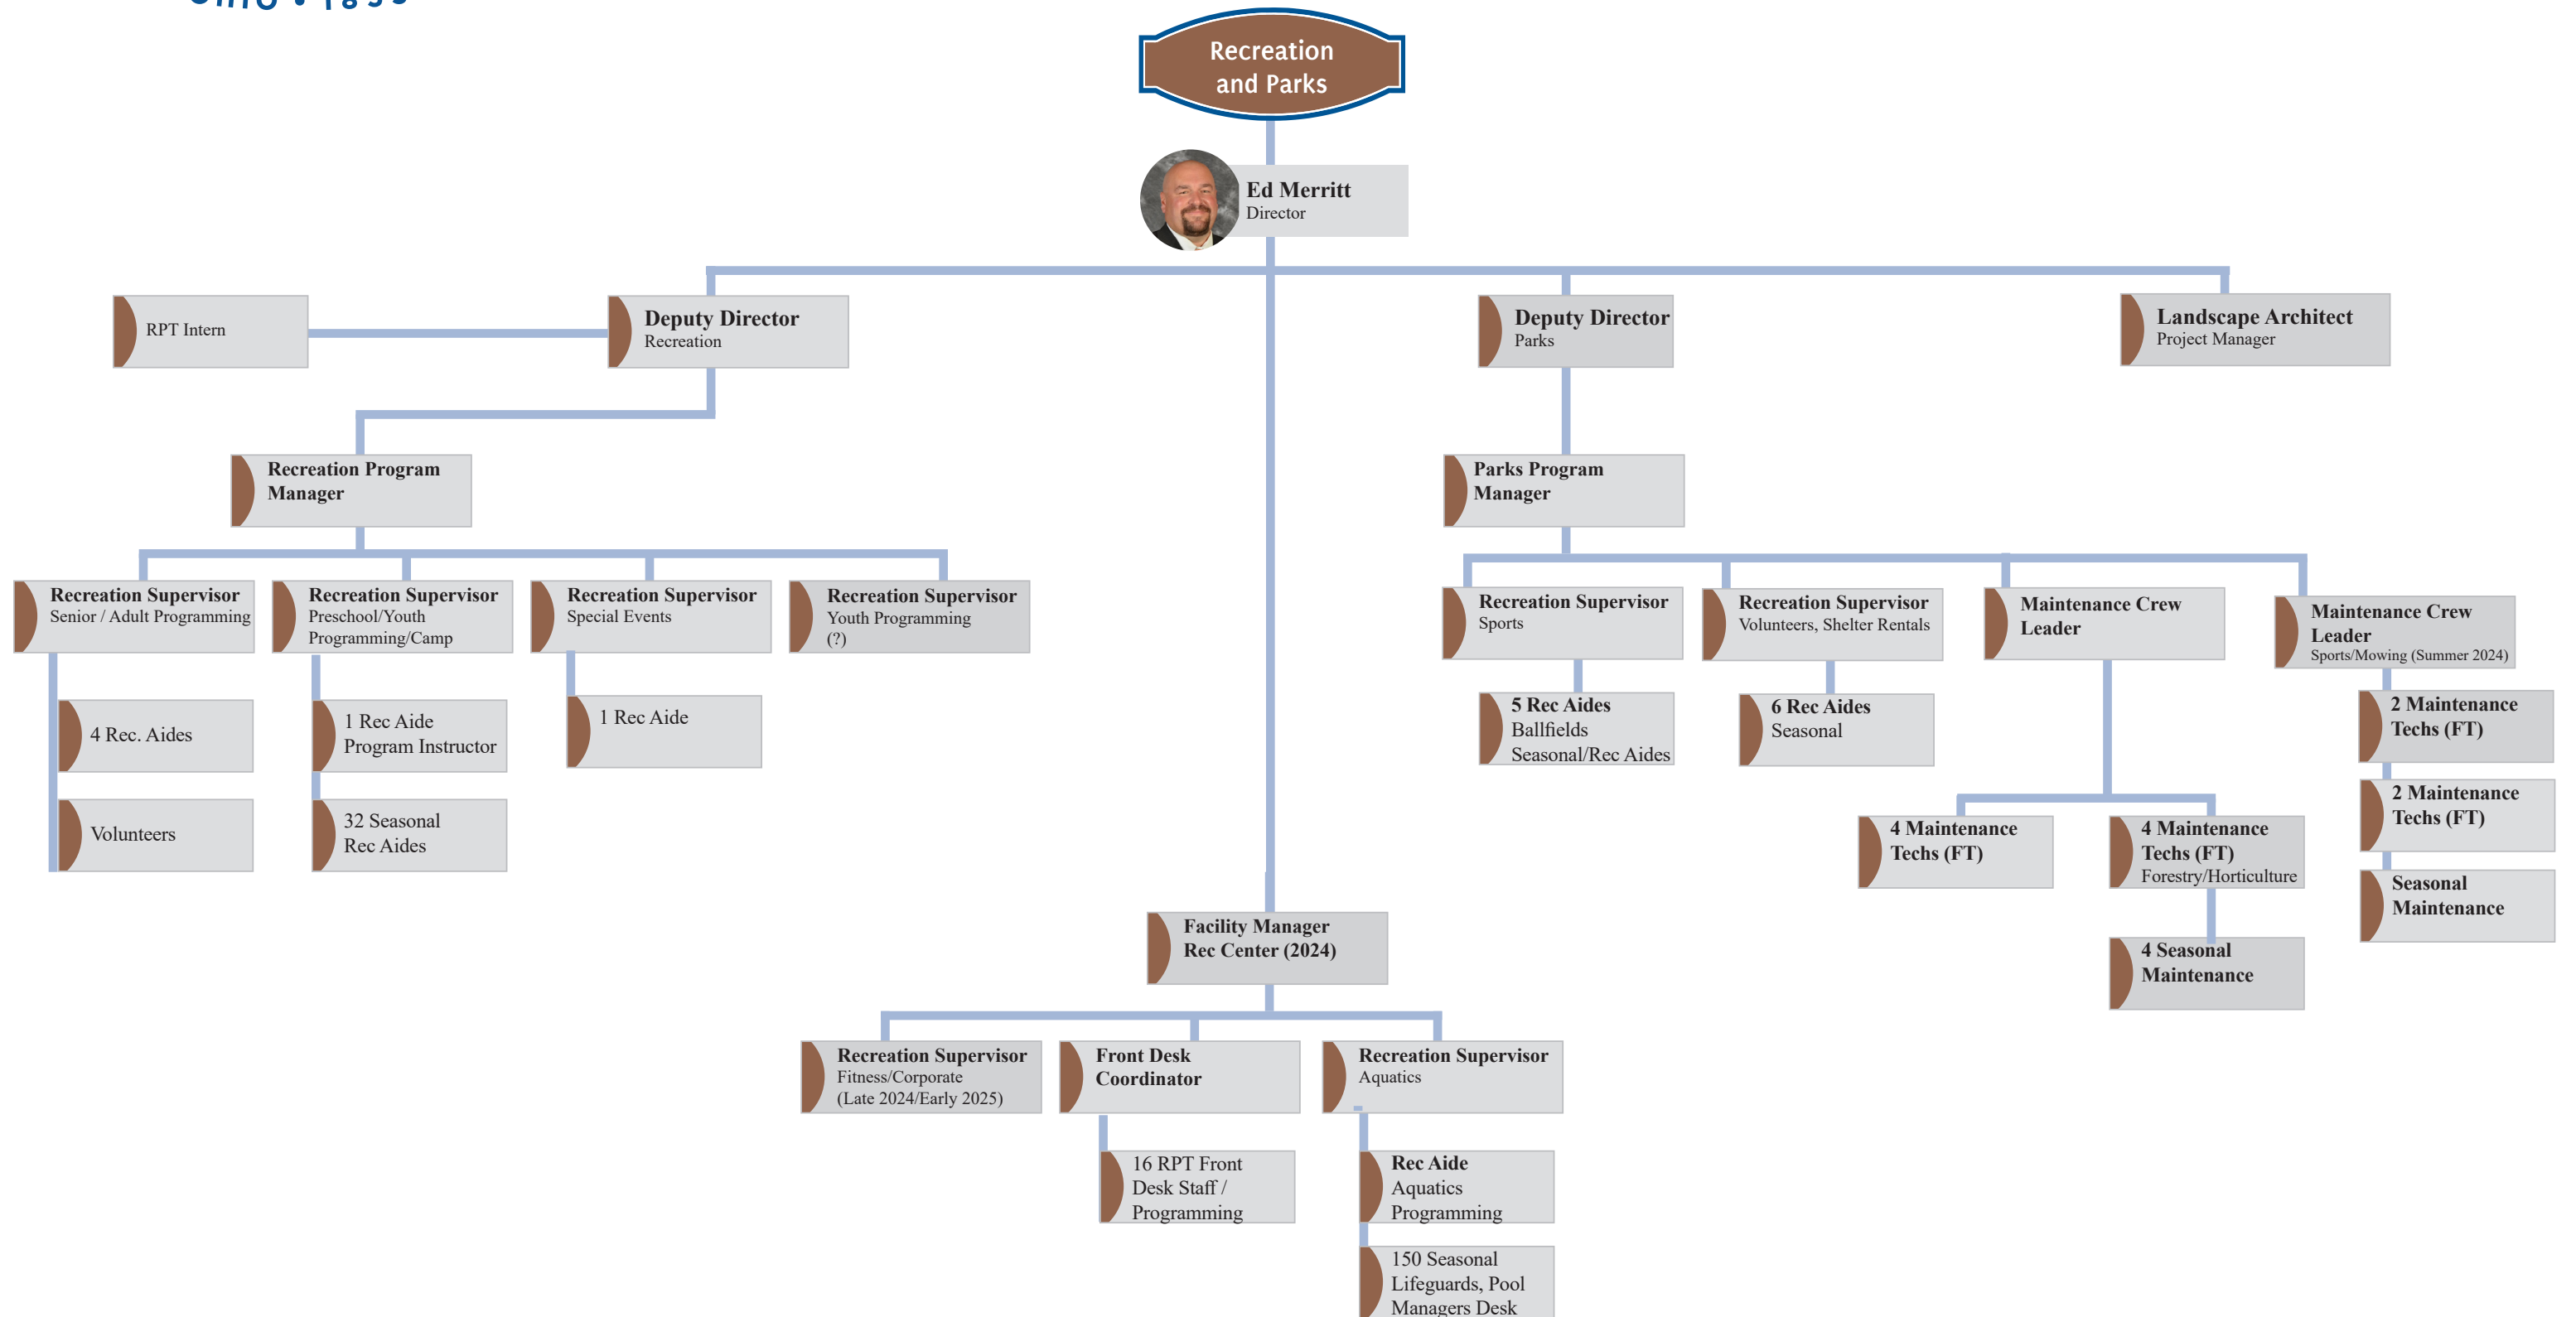 Recreation
and Parks
Ed Merritt
Director
RPT Intern
Deputy Director
Recreation
Deputy Director
Parks
Landscape Architect
Project Manager
Recreation Program
Manager
Parks Program
Manager
Recreation Supervisor
Senior / Adult Programming
Recreation Supervisor
Preschool/Youth
Programming/Camp
Recreation Supervisor
Special Events
Recreation Supervisor
Youth Programming
(?)
Recreation Supervisor
Sports
Recreation Supervisor
Volunteers, Shelter Rentals
Maintenance Crew
Leader
Maintenance Crew
Leader
Sports/Mowing (Summer 2024)
4 Rec. Aides
Volunteers
1 Rec Aide
Program Instructor
32 Seasonal
Rec Aides
1 Rec Aide
5 Rec Aides
Ballfields
Seasonal/Rec Aides
6 Rec Aides
Seasonal
2 Maintenance
Techs (FT)
2 Maintenance
Techs (FT)
Seasonal
Maintenance
4 Maintenance
Techs (FT)
4 Maintenance
Techs (FT)
Forestry/Horticulture
4 Seasonal
Maintenance
Facility Manager
Rec Center (2024)
Recreation Supervisor
Fitness/Corporate
(Late 2024/Early 2025)
Front Desk
Coordinator
Recreation Supervisor
Aquatics
16 RPT Front
Desk Staff /
Programming
Rec Aide
Aquatics
Programming
150 Seasonal
Lifeguards, Pool
Managers Desk